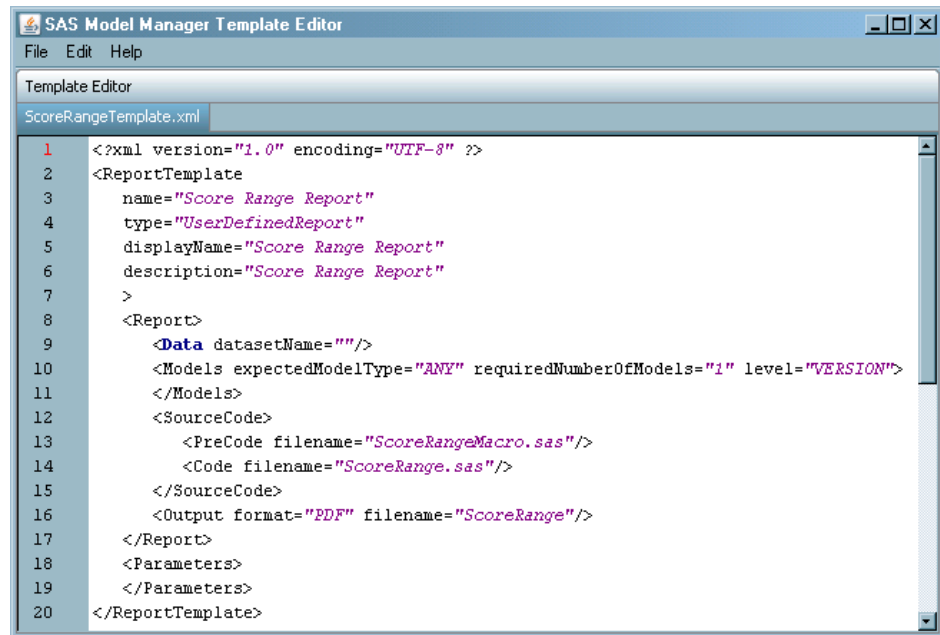 SAS Model Manager Template Editor
File Edit Help
Template Editor
ScoreRangeTemplate.xml
1 <?xml version="1.0" encoding="UTF-8" ?>
2 <ReportTemplate
3 name="Score Range Report"
4 type="UserDefinedReport"
5 displayName="Score Range Report"
6 description="Score Range Report"
7 >
8 <Report>
9 <Data datasetName=""/>
10 <Models expectedModelType="ANY" requiredNumberOfModels="1" level="VERSION">
11 </Models>
12 <SourceCode>
13 <PreCode filename="ScoreRangeMacro.sas"/>
14 <Code filename="ScoreRange.sas"/>
15 </SourceCode>
16 <Output format="PDF" filename="ScoreRange"/>
17 </Report>
18 <Parameters>
19 </Parameters>
20 </ReportTemplate>